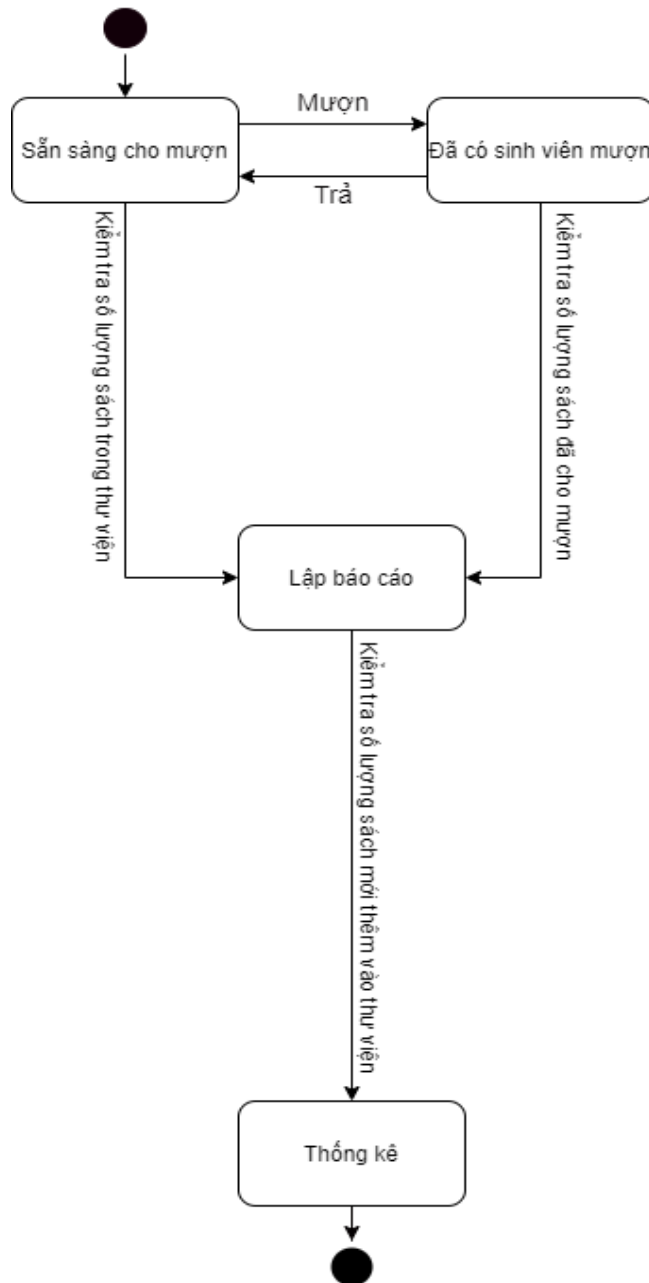 Mượn
Sẵn sàng cho mượn
Đã có sinh viên mượn
Trả
Kiểm tra số lượng sách trong thư viện
Kiểm tra số lượng sách đã cho mượn
Lập báo cáo
Kiểm tra số lượng sách mới thêm vào thư viện
Thống kê